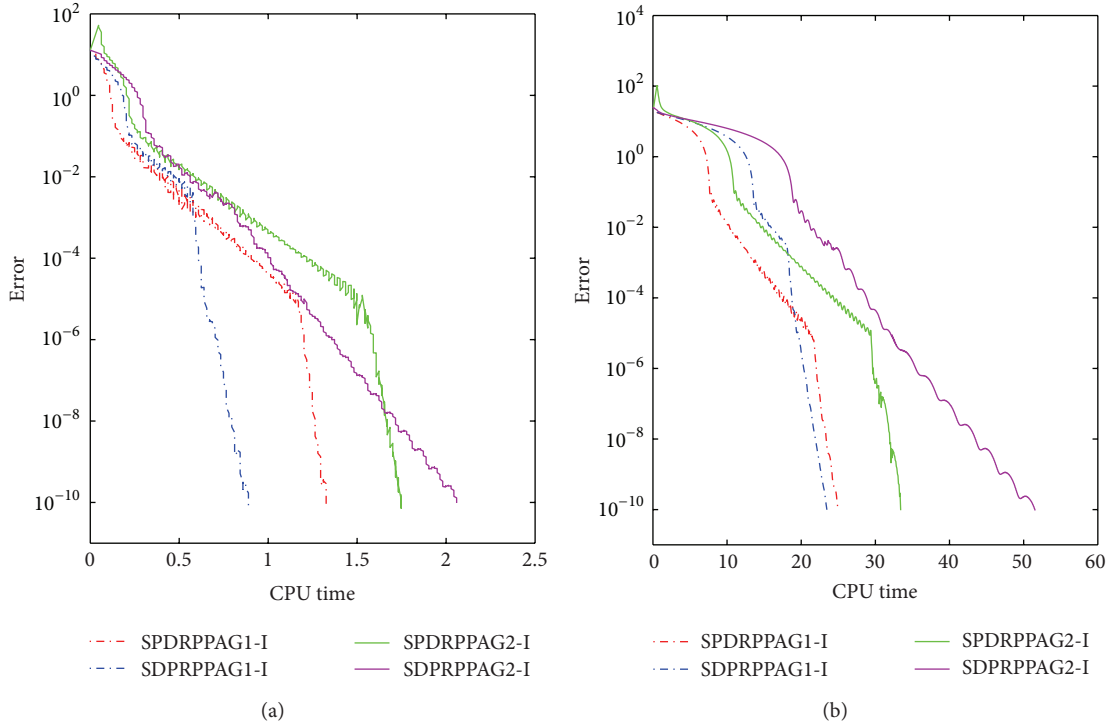 10^2
10^0
10^-2
10^-4
10^-6
10^-8
10^-10
Error
0 0.5 1 1.5 2 2.5
CPU time
SPDRPPAG1-I SPDRPPAG2-I
SDPRPPAG1-I SDPRPPAG2-I
(a)
10^4
10^2
10^0
10^-2
10^-4
10^-6
10^-8
10^-10
Error
0 10 20 30 40 50 60
CPU time
SPDRPPAG1-I SPDRPPAG2-I
SDPRPPAG1-I SDPRPPAG2-I
(b)